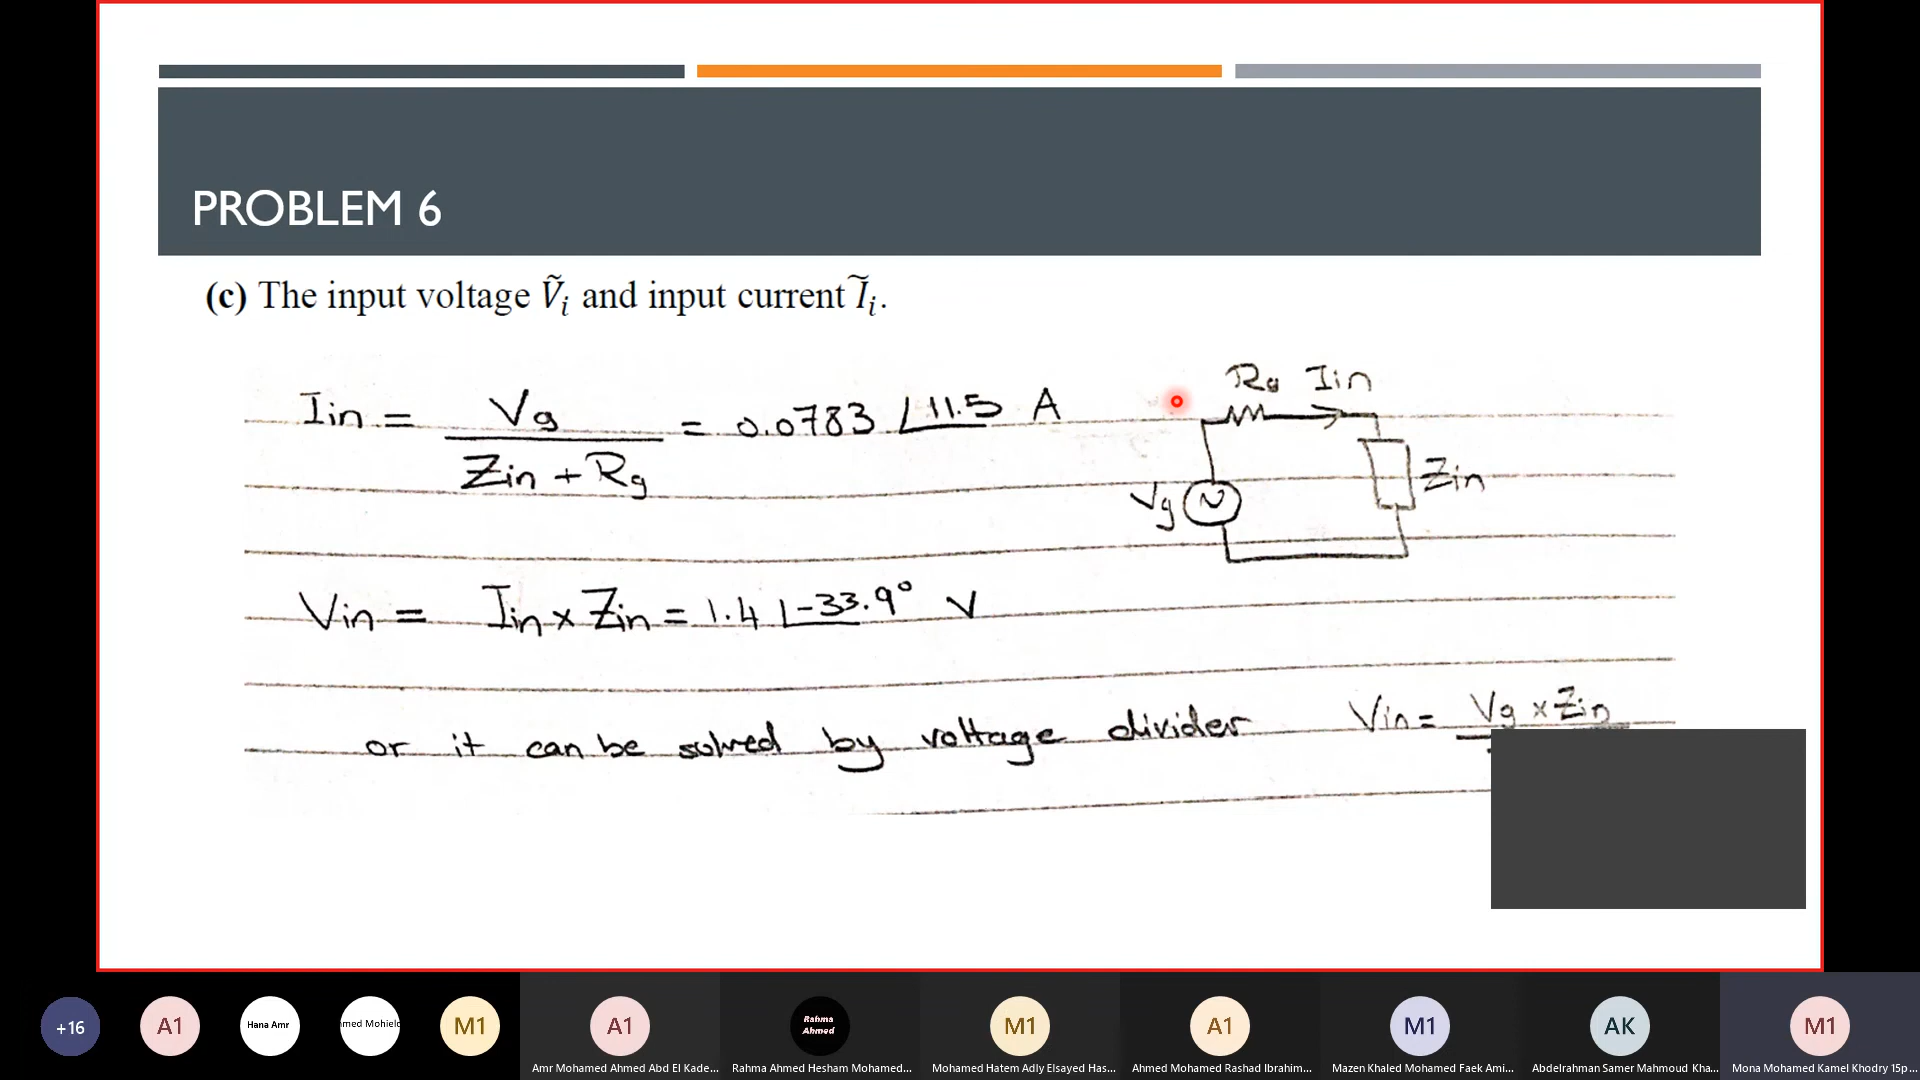 PROBLEM 6
(c) The input voltage Ṽᵢ and input current Ĩᵢ.
Iin = Vg / Zin + Rg = 0.0783 ∠11.5 A
Rg Iin
Vg
Zin
Vin = Iin × Zin = 1.4 ∠-33.9° V
or it can be solved by voltage divider Vin = Vg × Zin
+16
A1
Hana Amr
med Mohiel
M1
A1
Rahma
Ahmed
M1
A1
M1
AK
M1
Amr Mohamed Ahmed Abd El Kade...
Rahma Ahmed Hesham Mohamed...
Mohamed Hatem Adly Elsayed Has...
Ahmed Mohamed Rashad Ibrahim...
Mazen Khaled Mohamed Faek Ami...
Abdelrahman Samer Mahmoud Kha...
Mona Mohamed Kamel Khodry 15p...